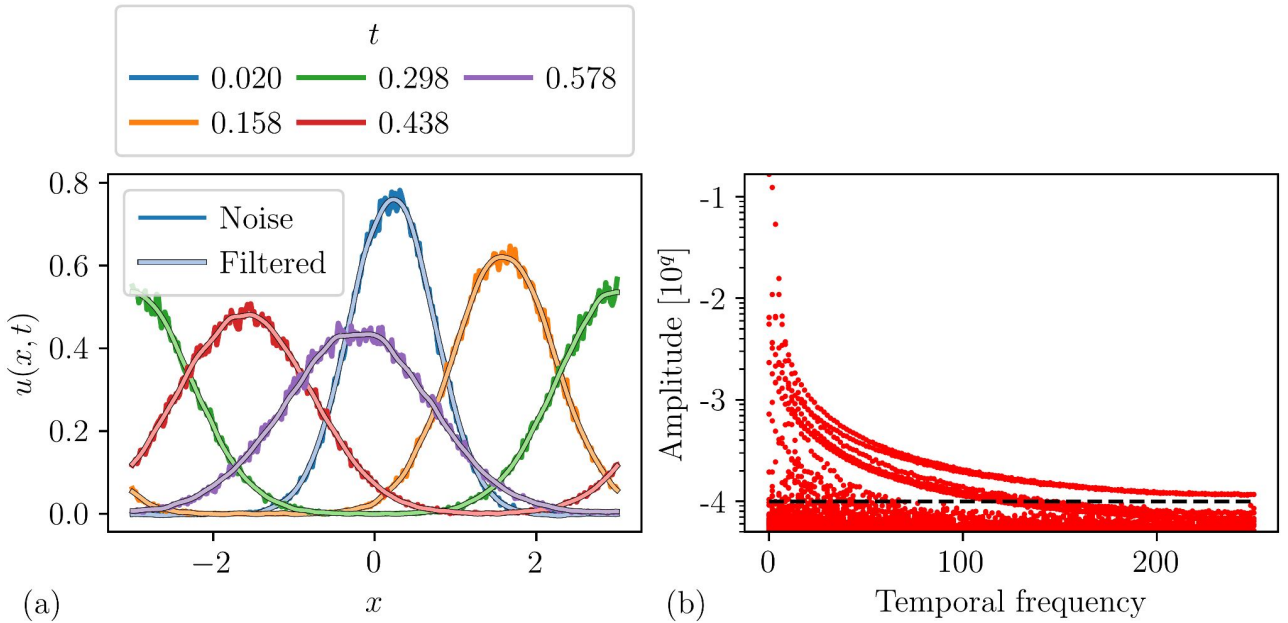 t
0.020 0.298 0.578
0.158 0.438
0.8
0.6
0.4
0.2
0.0
u(x, t)
Noise
Filtered
−2 0 2
x
(a)
-1
-2
-3
-4
Amplitude [10^q]
0 100 200
Temporal frequency
(b)